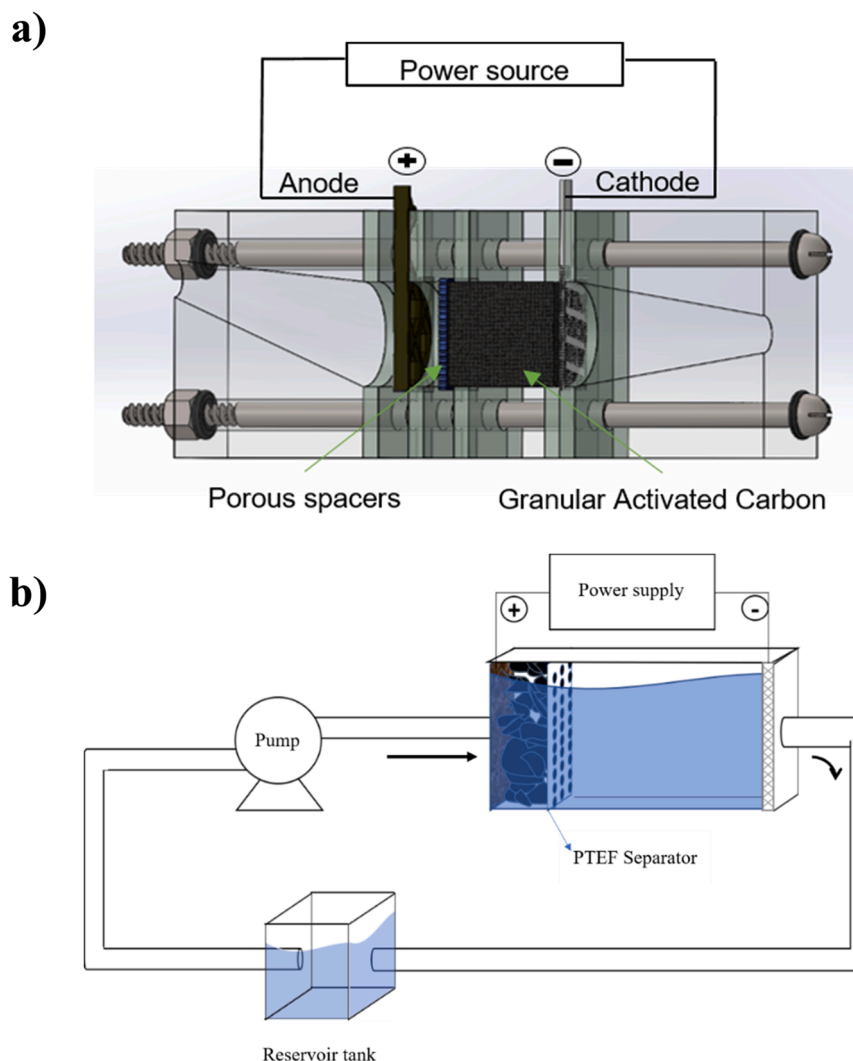 a)
Power source
+
−
Anode
Cathode
Porous spacers
Granular Activated Carbon
b)
Power supply
+
-
Pump
PTEF Separator
Reservoir tank